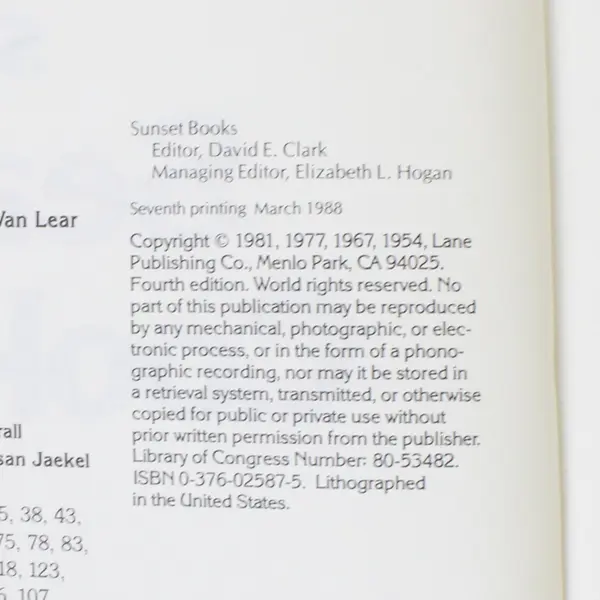 Sunset Books
Editor, David E. Clark
Managing Editor, Elizabeth L. Hogan
Seventh printing March 1988
Copyright © 1981, 1977, 1967, 1954, Lane
Publishing Co., Menlo Park, CA 94025.
Fourth edition. World rights reserved. No
part of this publication may be reproduced
by any mechanical, photographic, or elec-
tronic process, or in the form of a phono-
graphic recording, nor may it be stored in
a retrieval system, transmitted, or otherwise
copied for public or private use without
prior written permission from the publisher.
Library of Congress Number: 80-53482.
ISBN 0-376-02587-5. Lithographed
in the United States.
Van Lear
rall
san Jaekel
5, 38, 43,
75, 78, 83,
18, 123,
107